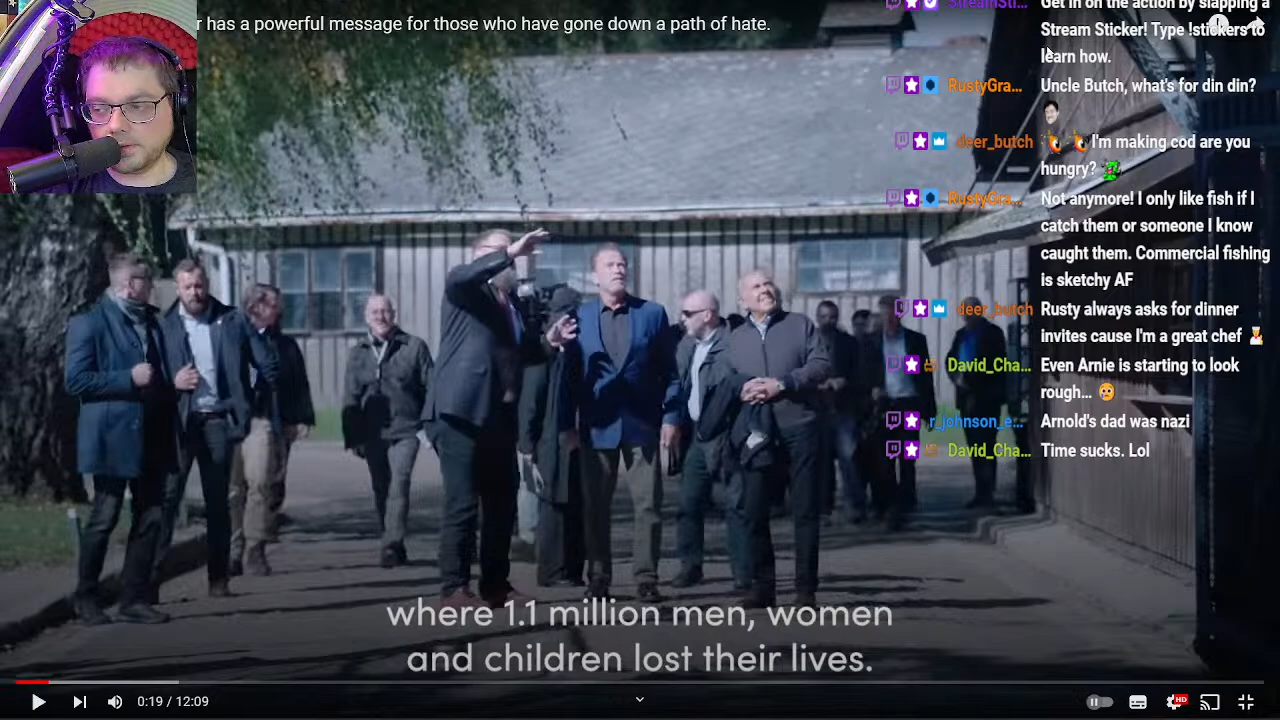 r has a powerful message for those who have gone down a path of hate.
StreamSti...
Get in on the action by slapping a
Stream Sticker! Type !stickers to
learn how.
RustyGra... Uncle Butch, what's for din din?
deer_butch I'm making cod are you
hungry?
RustyGra... Not anymore! I only like fish if I
catch them or someone I know
caught them. Commercial fishing
is sketchy AF
deer_butch Rusty always asks for dinner
invites cause I'm a great chef
David_Cha... Even Arnie is starting to look
rough...
r_johnson_e... Arnold's dad was nazi
David_Cha... Time sucks. Lol
where 1.1 million men, women
and children lost their lives.
0:19 / 12:09
HD